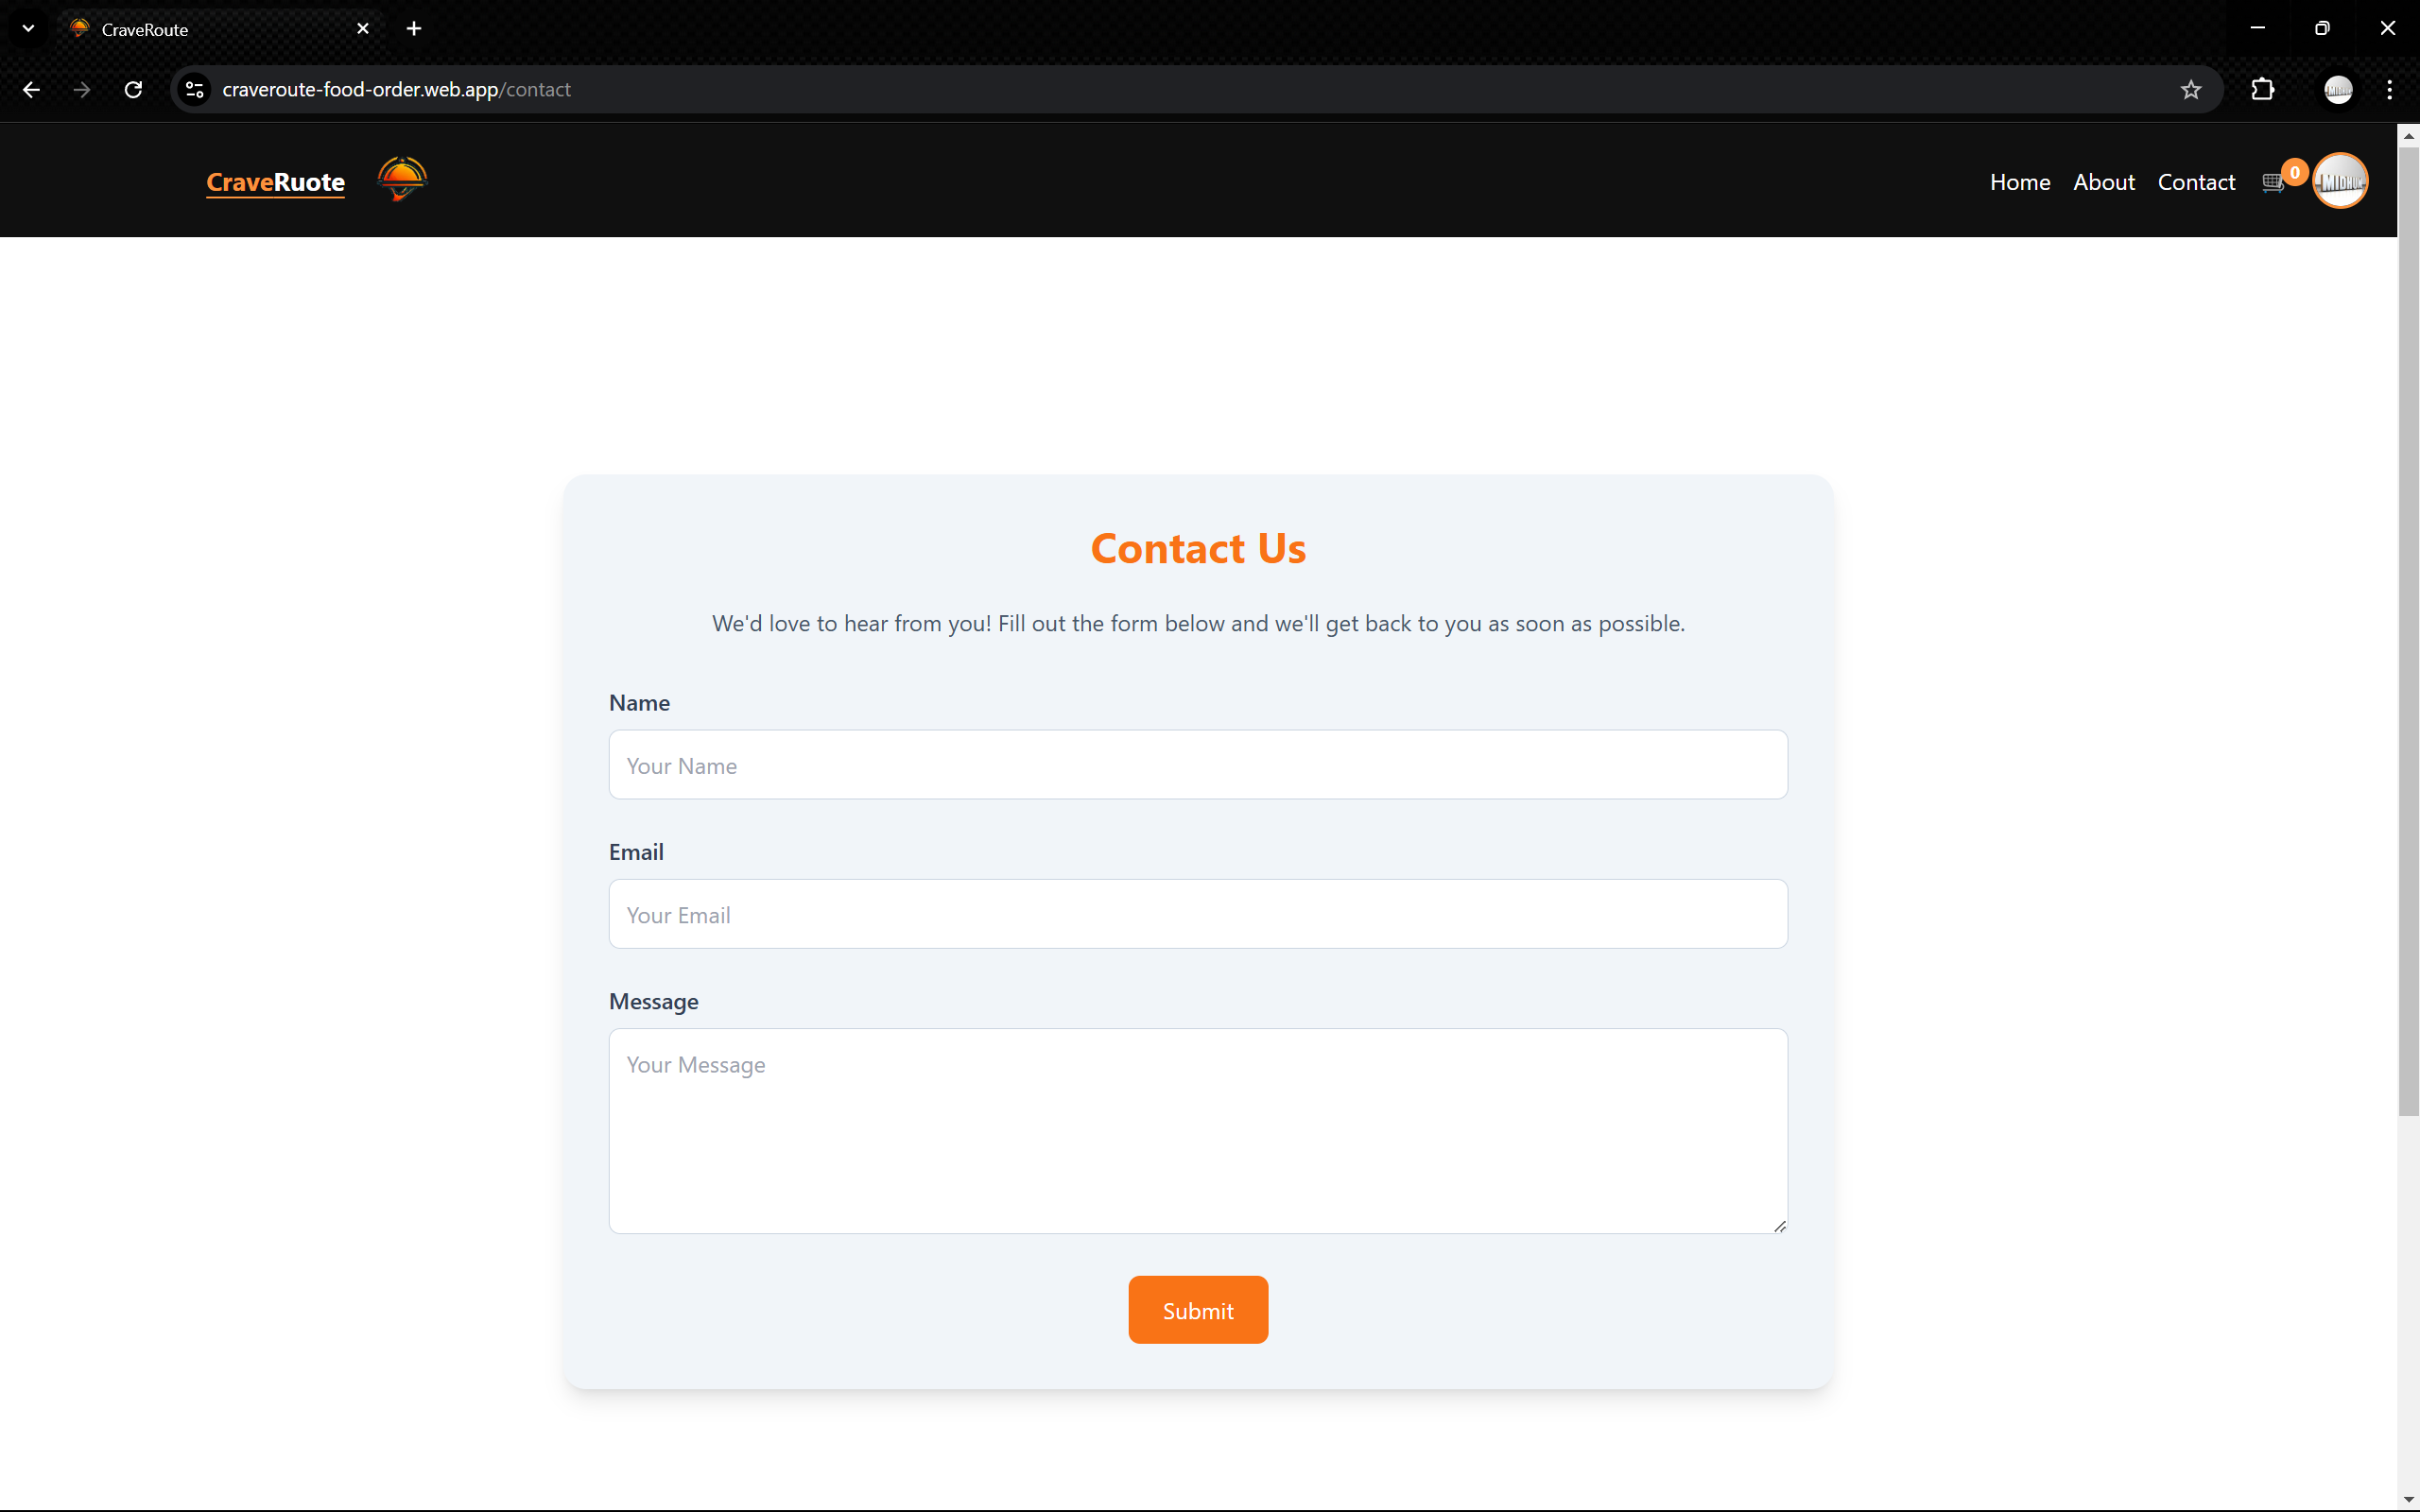 CraveRoute
craveroute-food-order.web.app/contact
CraveRuote
Home About Contact 0
Contact Us
We'd love to hear from you! Fill out the form below and we'll get back to you as soon as possible.
Name
Your Name
Email
Your Email
Message
Your Message
Submit